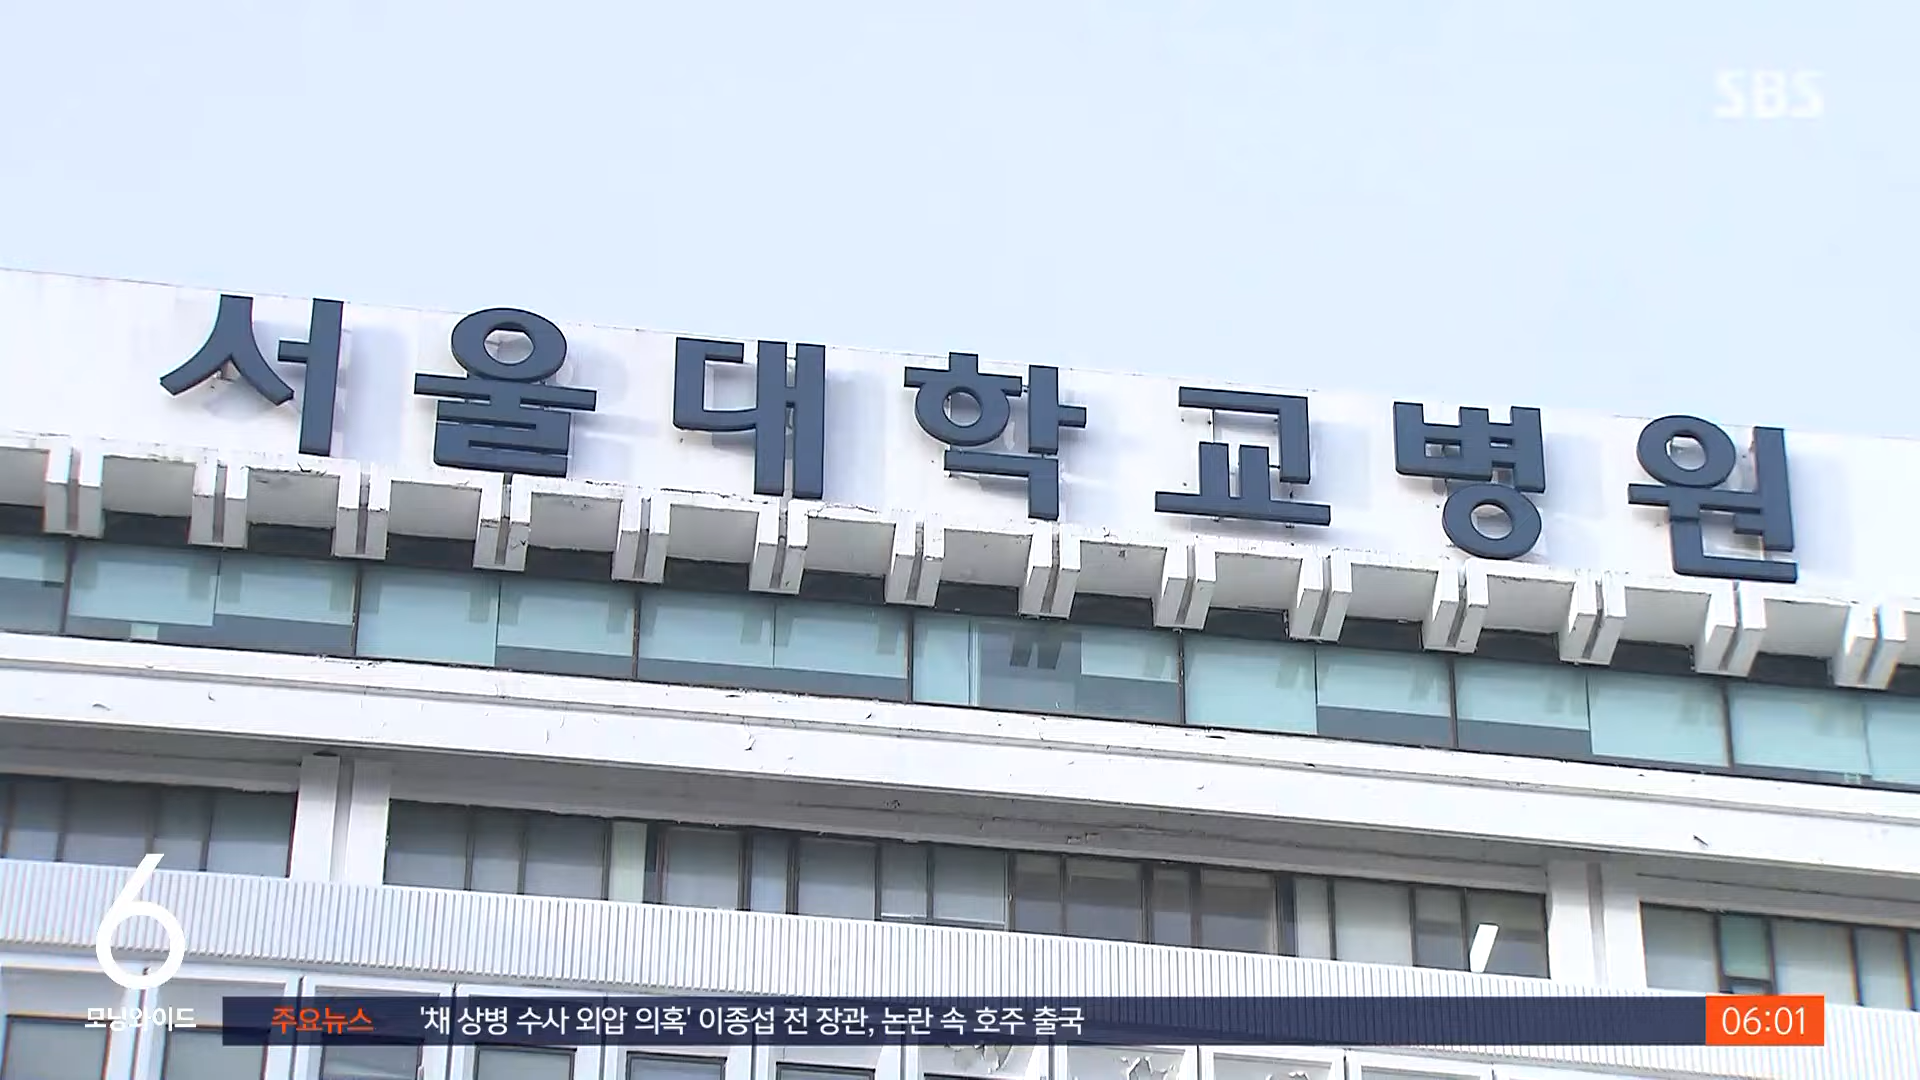 SBS
서울대학교병원
6
모닝와이드
주요뉴스 '채 상병 수사 외압 의혹' 이종섭 전 장관, 논란 속 호주 출국 06:01